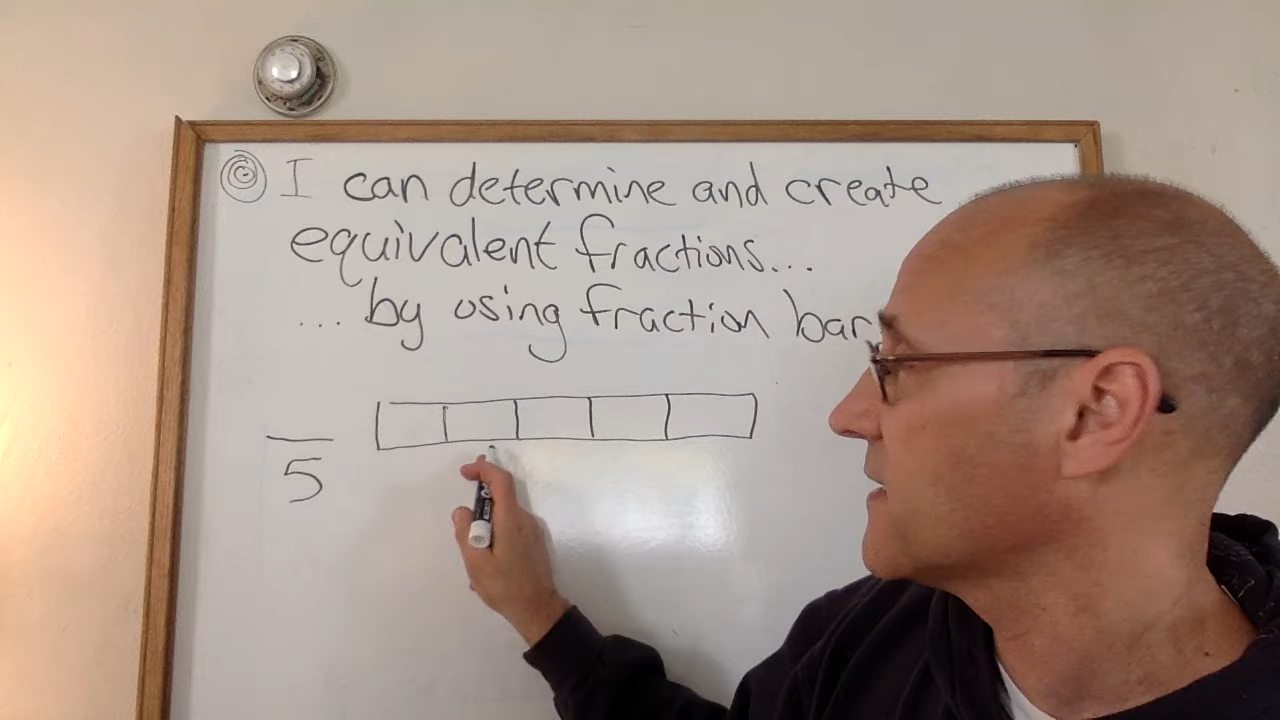 I can determine and create
equivalent fractions...
... by using fraction bar
5